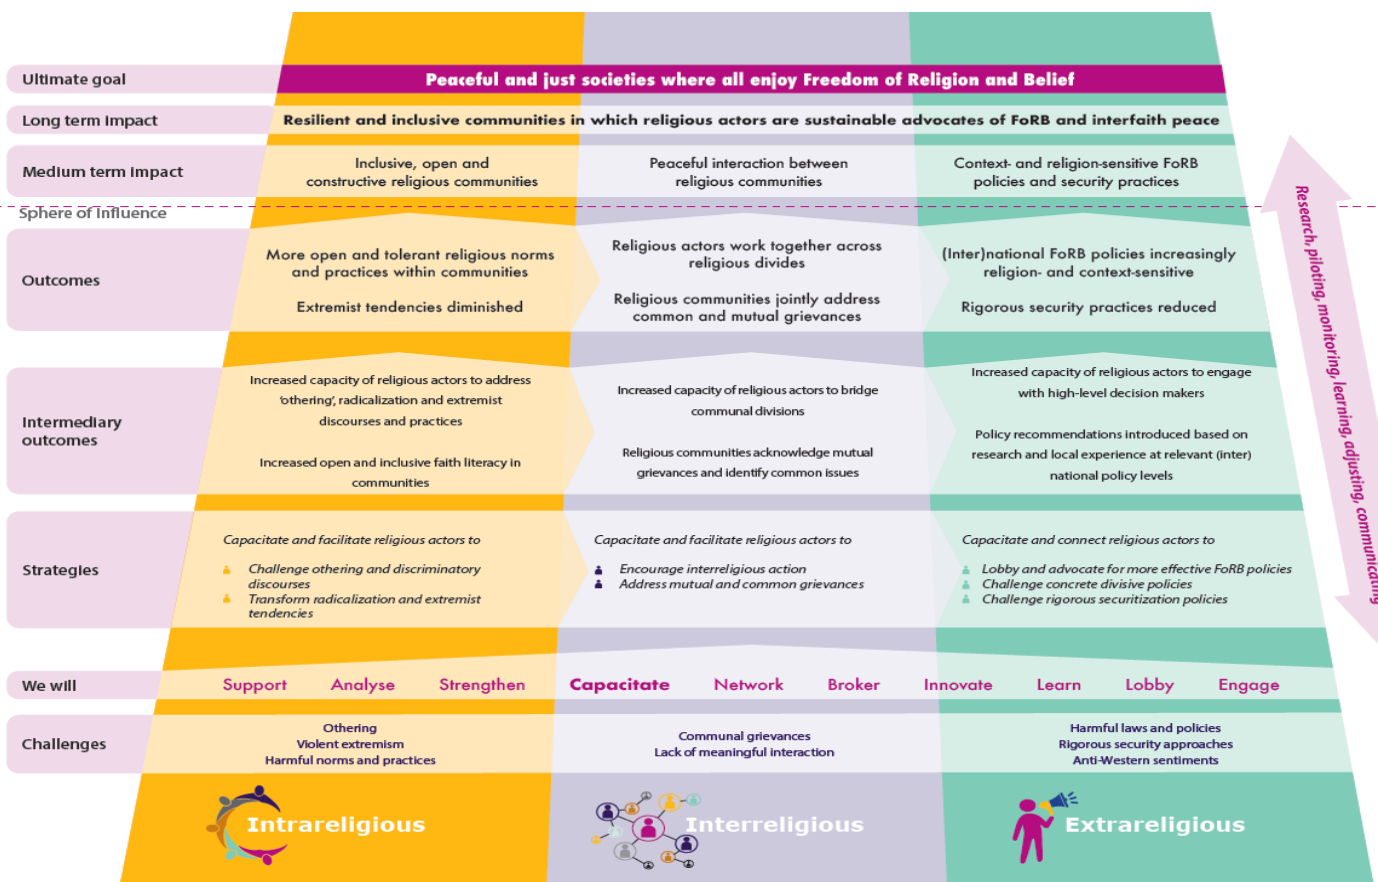 Ultimate goal
Peaceful and just societies where all enjoy Freedom of Religion and Belief
Long term Impact
Resilient and inclusive communities in which religious actors are sustainable advocates of FoRB and interfaith peace
Medium term Impact
Inclusive, open and
constructive religious communities
Peaceful interaction between
religious communities
Context- and religion-sensitive FoRB
policies and security practices
Sphere of Influence
Outcomes
More open and tolerant religious norms
and practices within communities
Extremist tendencies diminished
Religious actors work together across
religious divides
Religious communities jointly address
common and mutual grievances
(Inter)national FoRB policies increasingly
religion- and context-sensitive
Rigorous security practices reduced
Intermediary
outcomes
Increased capacity of religious actors to address
'othering', radicalization and extremist
discourses and practices
Increased open and inclusive faith literacy in
communities
Increased capacity of religious actors to bridge
communal divisions
Religious communities acknowledge mutual
grievances and identify common issues
Increased capacity of religious actors to engage
with high-level decision makers
Policy recommendations introduced based on
research and local experience at relevant (inter)
national policy levels
Strategies
Capacitate and facilitate religious actors to
Challenge othering and discriminatory
discourses
Transform radicalization and extremist
tendencies
Capacitate and facilitate religious actors to
Encourage interreligious action
Address mutual and common grievances
Capacitate and connect religious actors to
Lobby and advocate for more effective FoRB policies
Challenge concrete divisive policies
Challenge rigorous securitization policies
We will
Support Analyse Strengthen Capacitate Network Broker Innovate Learn Lobby Engage
Challenges
Othering
Violent extremism
Harmful norms and practices
Communal grievances
Lack of meaningful interaction
Harmful laws and policies
Rigorous security approaches
Anti-Western sentiments
Intrareligious
Interreligious
Extrareligious
Research, piloting, monitoring, learning, adjusting, communicating